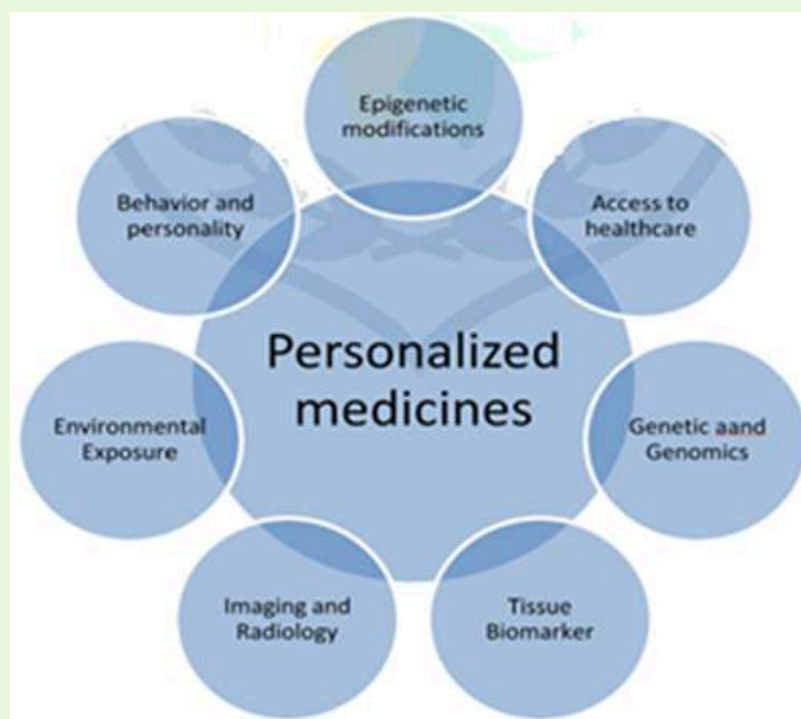 Epigenetic
modifications
Behavior and
personality
Access to
healthcare
Personalized
medicines
Environmental
Exposure
Genetic aand
Genomics
Imaging and
Radiology
Tissue
Biomarker